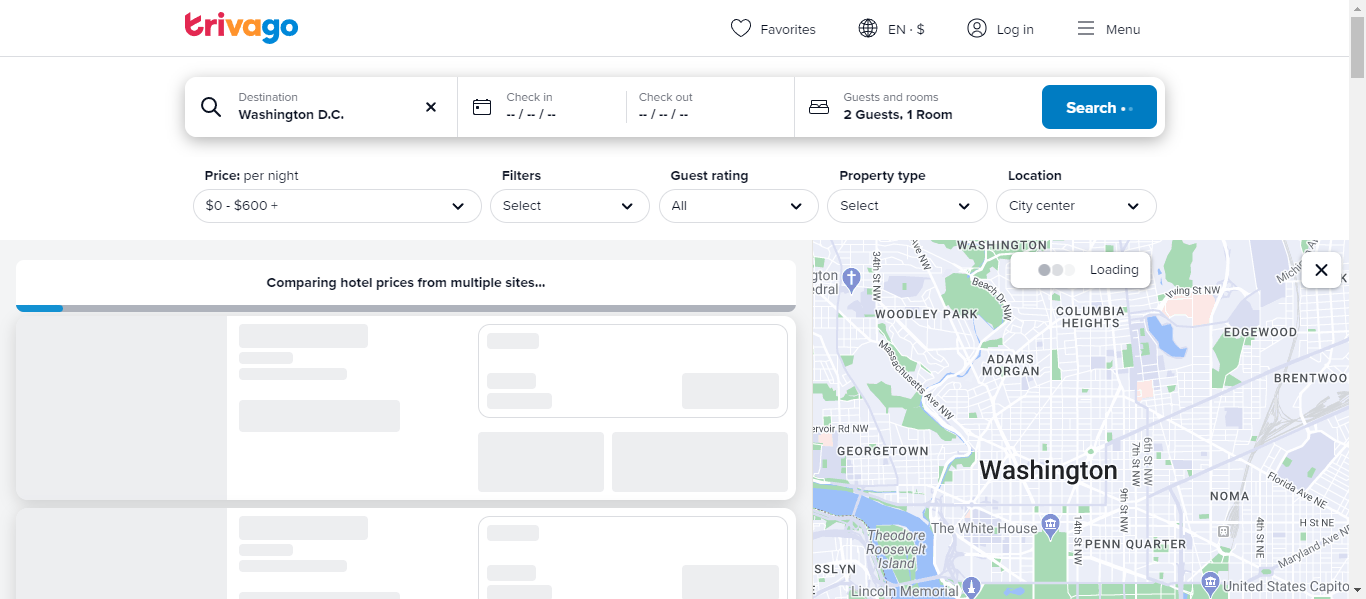 trivago
Favorites
EN · $
Log in
Menu
Destination
Washington D.C.
Check in
-- / -- / --
Check out
-- / -- / --
Guests and rooms
2 Guests, 1 Room
Search
Price: per night
$0 - $600 +
Filters
Select
Guest rating
All
Property type
Select
Location
City center
Comparing hotel prices from multiple sites...
Loading
WASHINGTON
34th St NW
gton
edral
Beach Dr NW
Irving St NW
WOODLEY PARK
COLUMBIA
HEIGHTS
EDGEWOOD
Massachusetts Ave NW
ADAMS
MORGAN
BRENTWOO
ervoir Rd NW
GEORGETOWN
6th St NW
7th St NW
Washington
Florida Ave NE
9th St NW
NOMA
The White House
14th St NW
4th St NE
H St NE
Theodore
Roosevelt
Island
PENN QUARTER
Maryland Ave NE
SSLYN
Lincoln Memorial
United States Capito